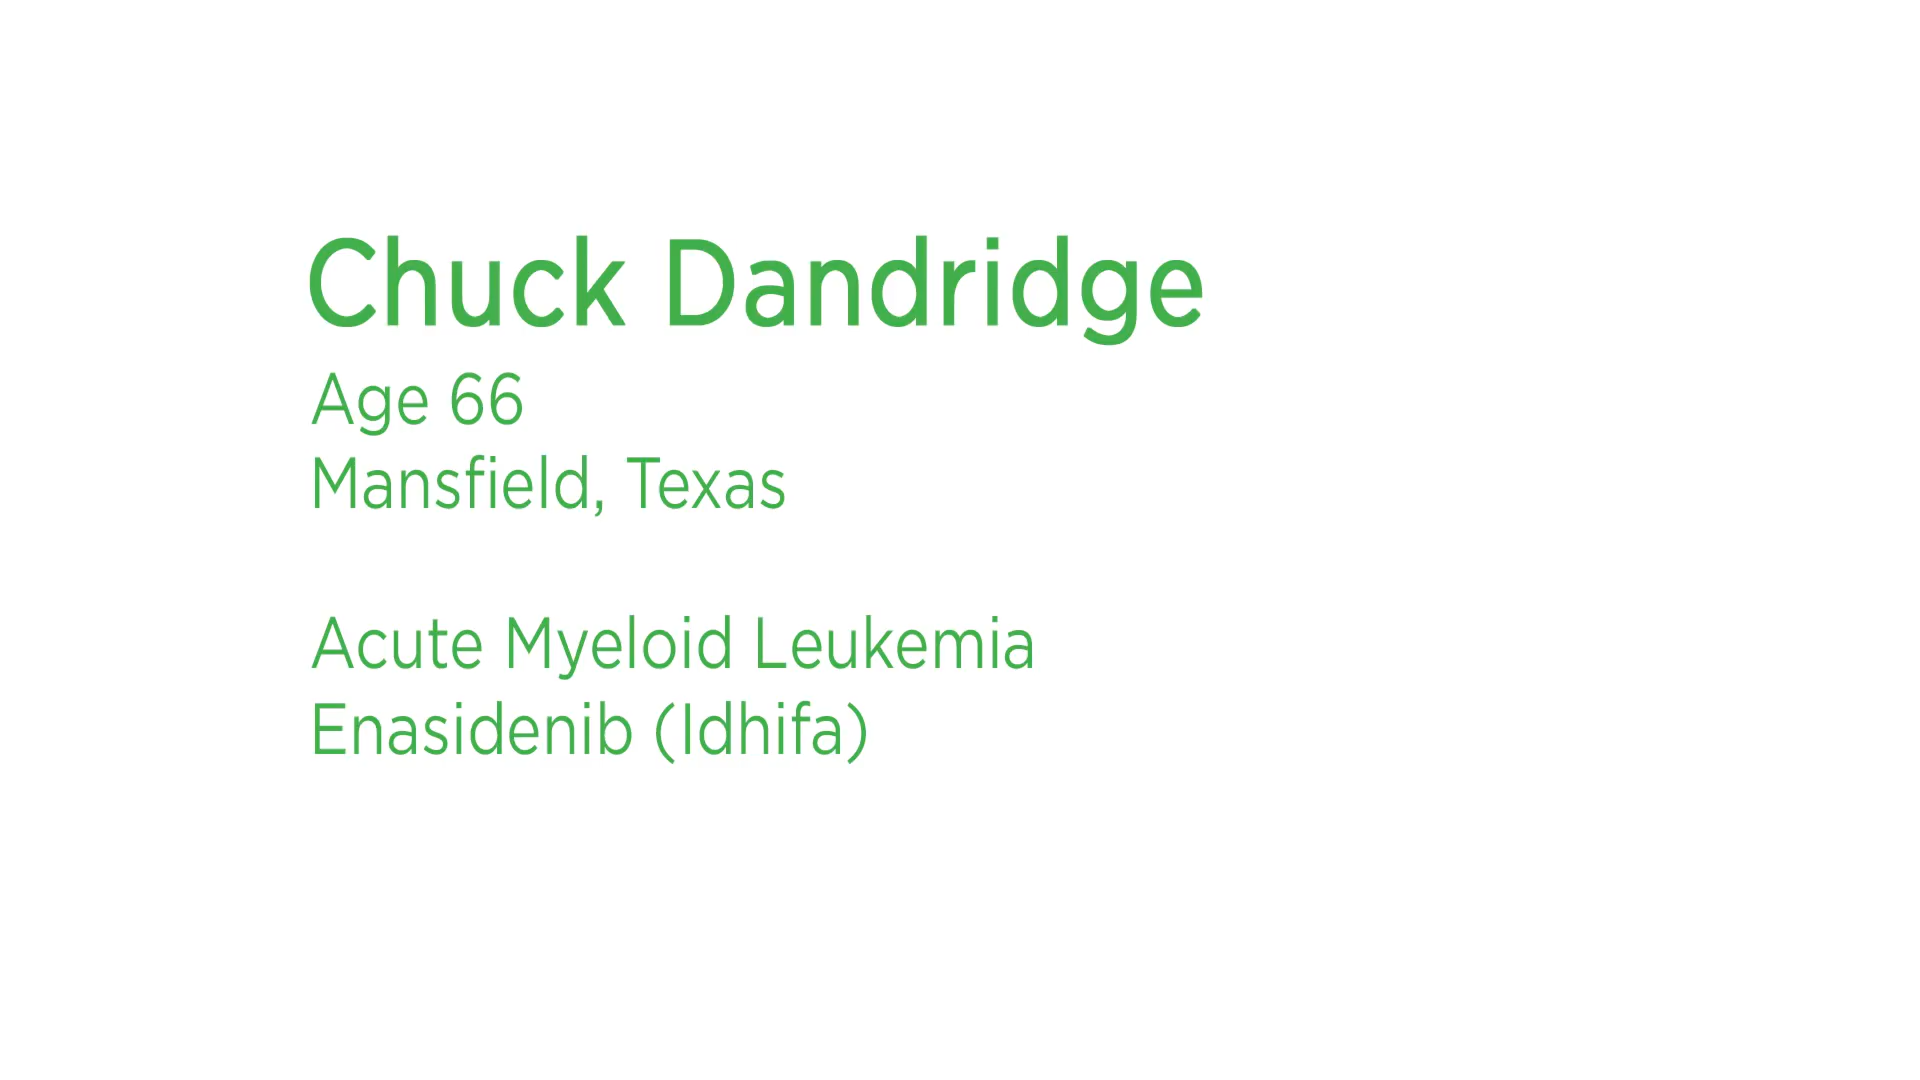 Chuck Dandridge
Age 66
Mansfield, Texas
Acute Myeloid Leukemia
Enasidenib (Idhifa)